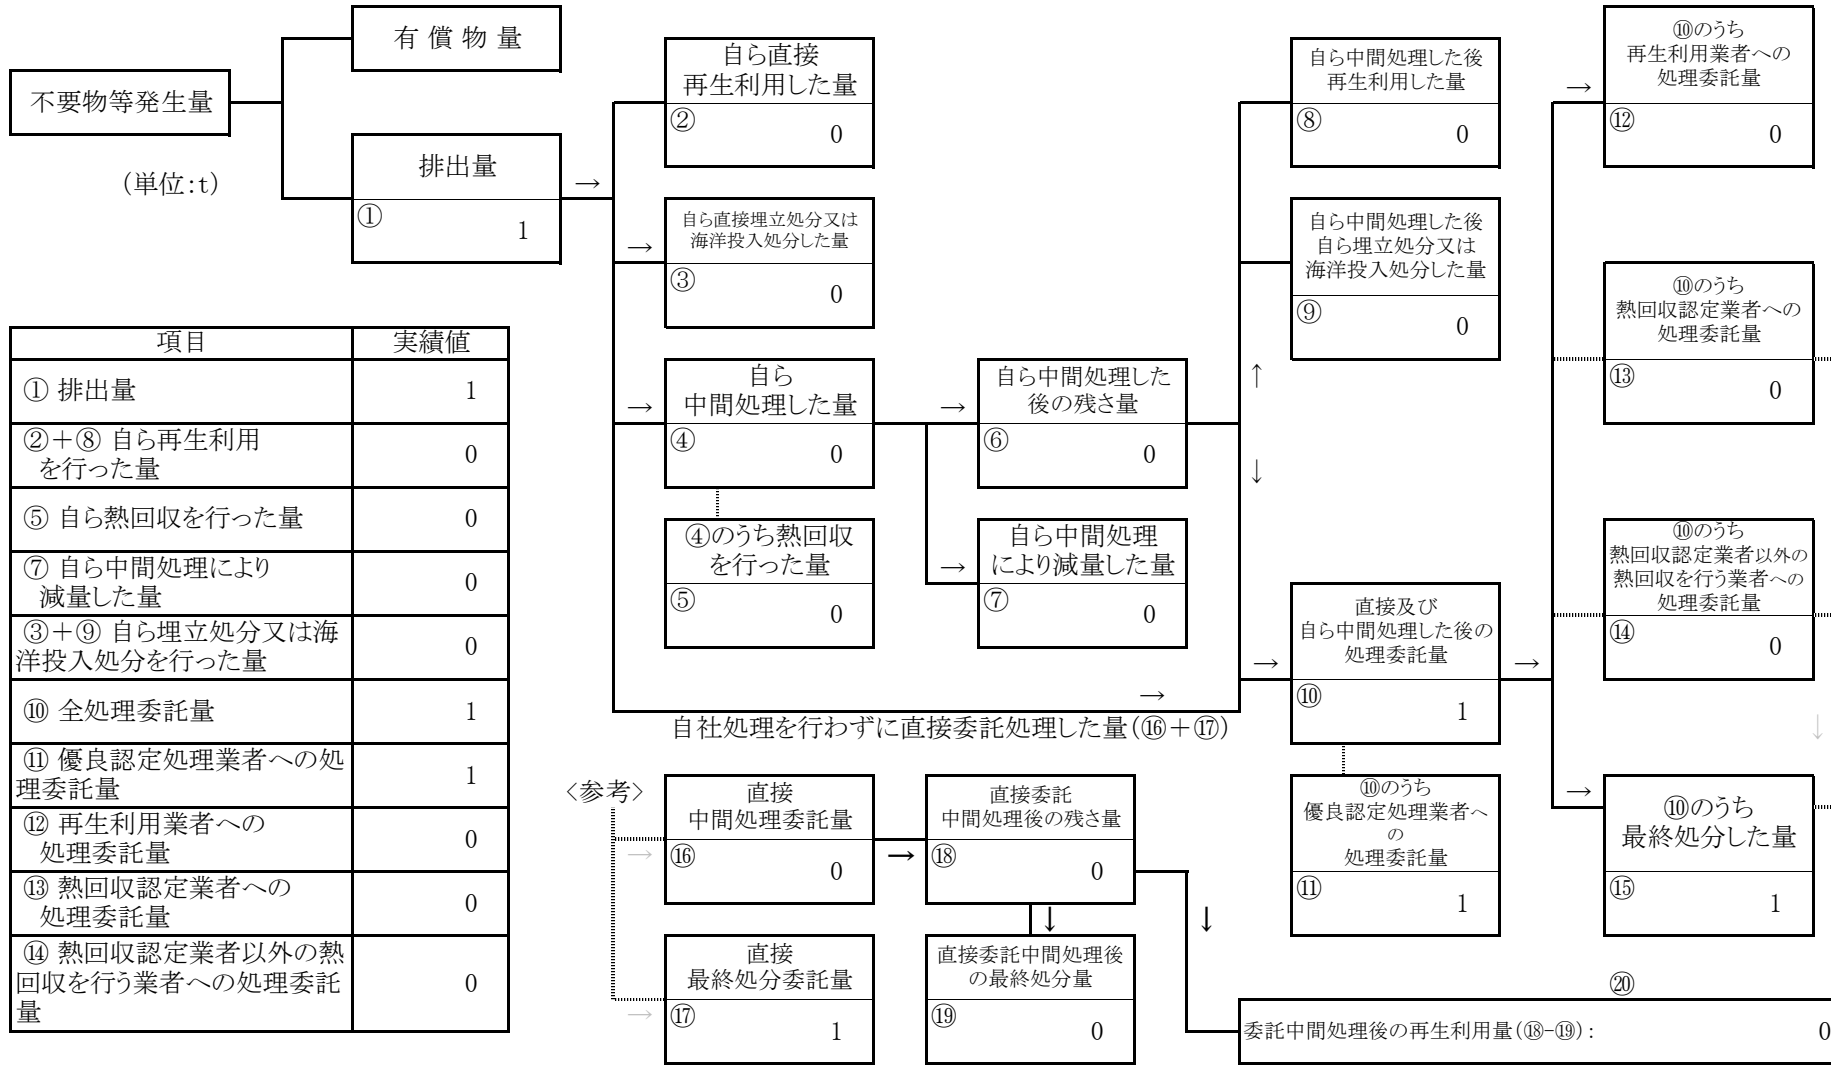 有 償 物 量
不要物等発生量
(単位:t)
排出量
①
1
→
自ら直接
再生利用した量
②
0
→
自ら直接埋立処分又は
海洋投入処分した量
③
0
→
自ら
中間処理した量
④
0
④のうち熱回収
を行った量
⑤
0
→
自ら中間処理した
後の残さ量
⑥
0
→
自ら中間処理
により減量した量
⑦
0
自ら中間処理した後
再生利用した量
⑧
0
自ら中間処理した後
自ら埋立処分又は
海洋投入処分した量
⑨
0
↑
↓
→
自社処理を行わずに直接委託処理した量(⑯+⑰)
→
直接及び
自ら中間処理した後の
処理委託量
⑩
1
→
⑩のうち
優良認定処理業者へ
の
処理委託量
⑪
1
→
⑩のうち
再生利用業者への
処理委託量
⑫
0
⑩のうち
熱回収認定業者への
処理委託量
⑬
0
⑩のうち
熱回収認定業者以外の
熱回収を行う業者への
処理委託量
⑭
0
↓
→
⑩のうち
最終処分した量
⑮
1
項目 実績値
① 排出量 1
②+⑧ 自ら再生利用
を行った量 0
⑤ 自ら熱回収を行った量 0
⑦ 自ら中間処理により
減量した量 0
③+⑨ 自ら埋立処分又は海
洋投入処分を行った量 0
⑩ 全処理委託量 1
⑪ 優良認定処理業者への処
理委託量 1
⑫ 再生利用業者への
処理委託量 0
⑬ 熱回収認定業者への
処理委託量 0
⑭ 熱回収認定業者以外の熱
回収を行う業者への処理委託
量 0
<参考>
→
直接
中間処理委託量
⑯
0
→
直接委託
中間処理後の残さ量
⑱
0
↓
↓
→
直接
最終処分委託量
⑰
1
直接委託中間処理後
の最終処分量
⑲
0
⑳
委託中間処理後の再生利用量(⑱-⑲): 0